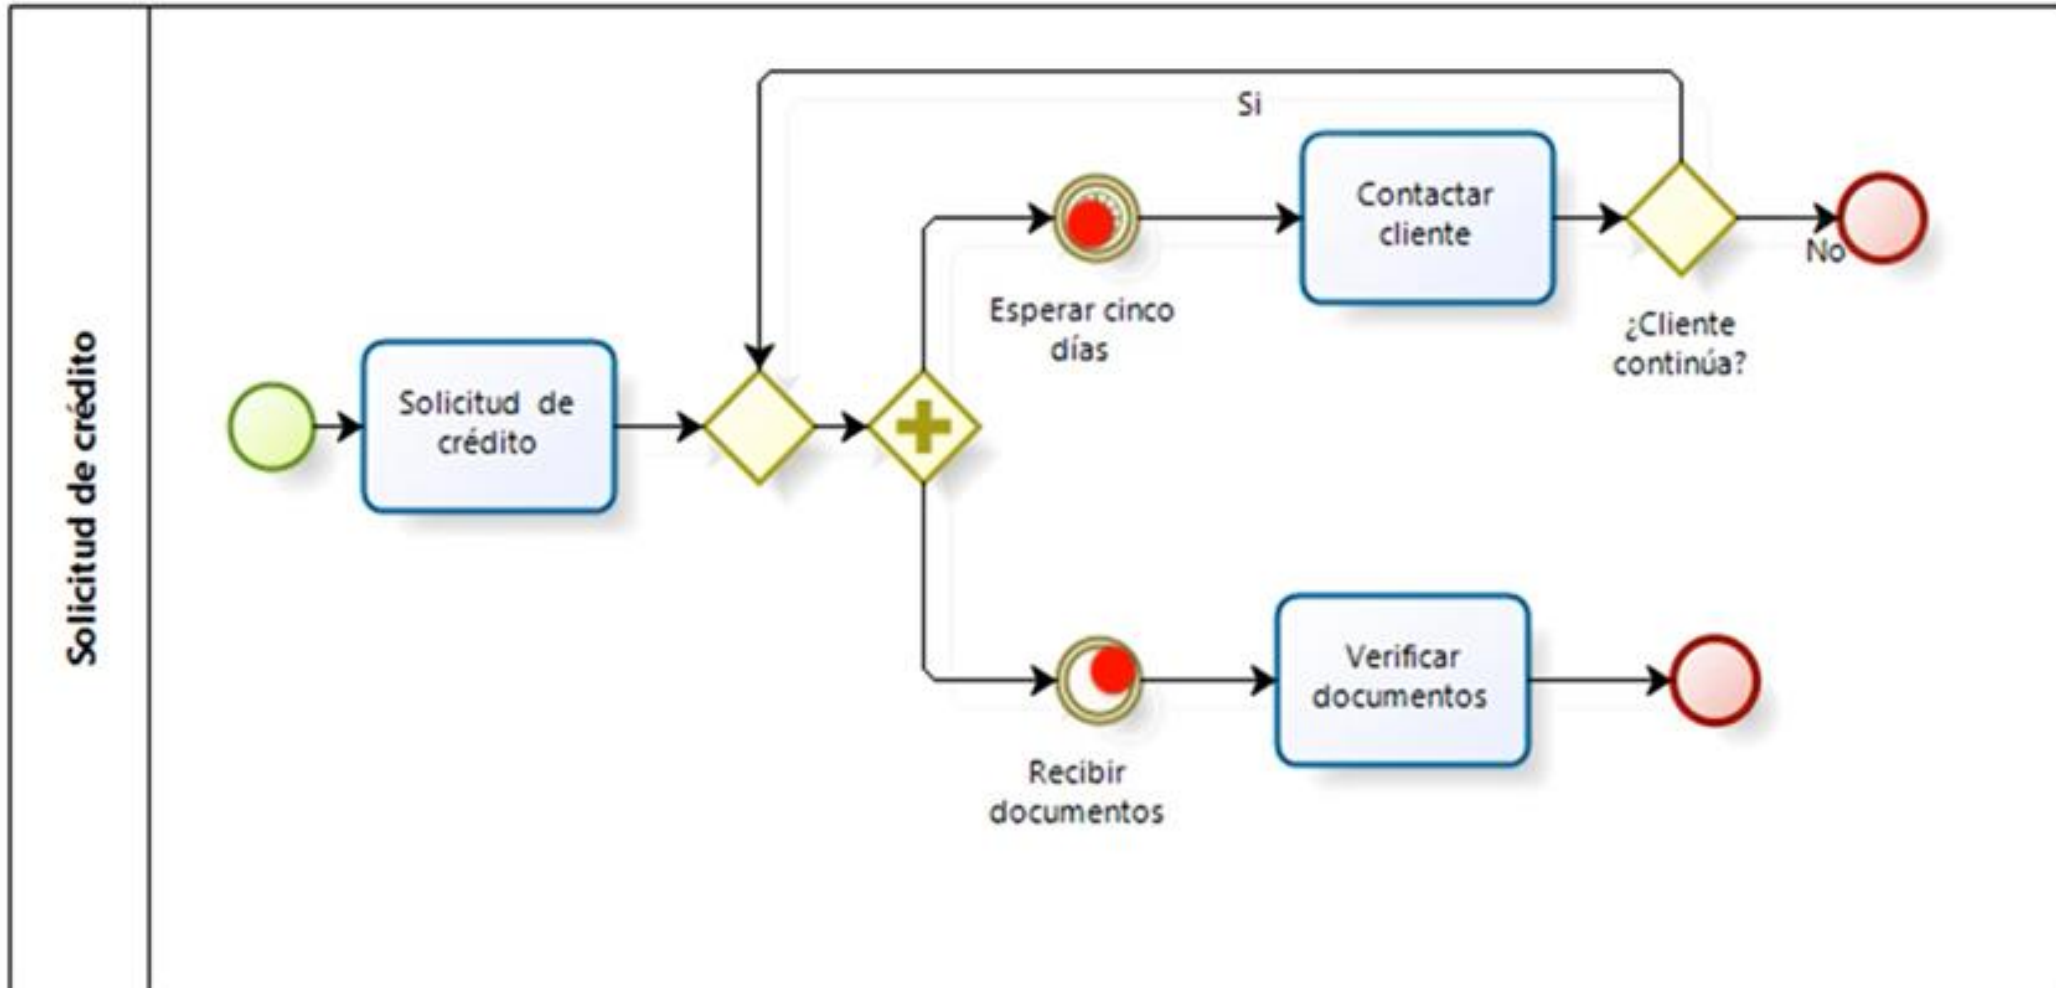 Solicitud de crédito
Solicitud de
crédito
Si
Esperar cinco
días
Contactar
cliente
¿Cliente
continúa?
No
Recibir
documentos
Verificar
documentos